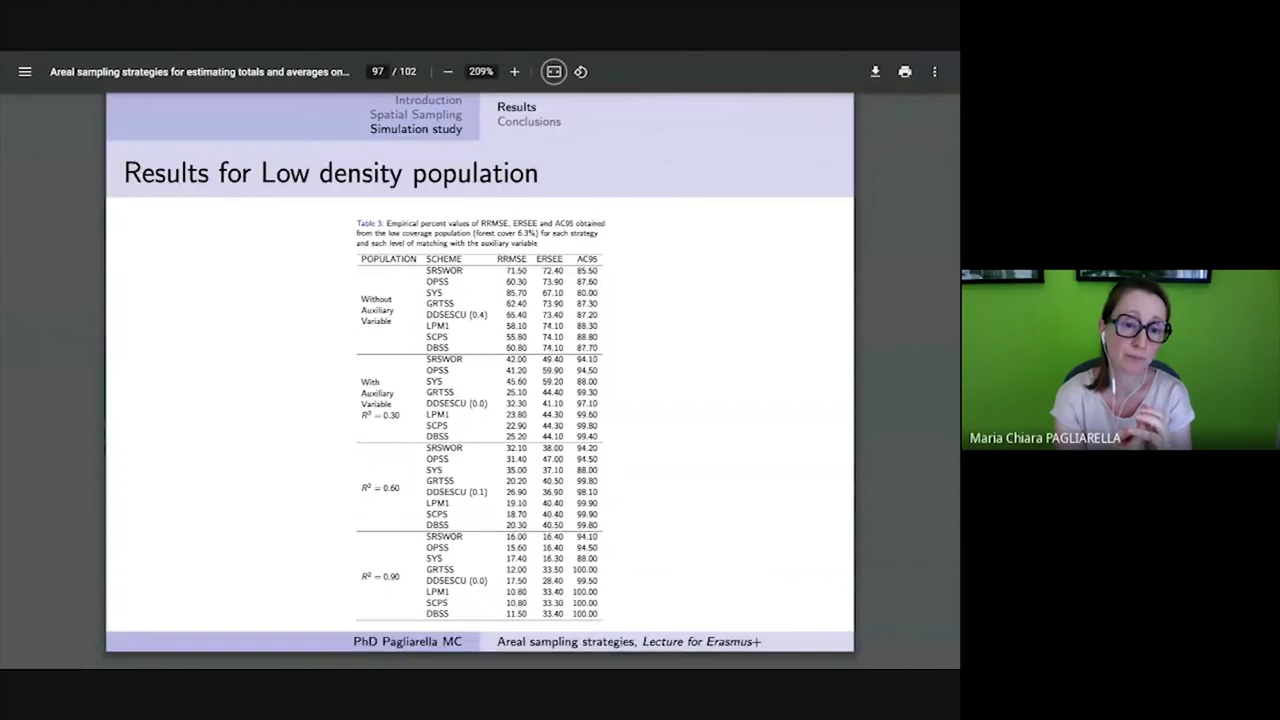 Areal sampling strategies for estimating totals and averages on...
97 / 102
209%
Introduction
Spatial Sampling
Simulation study
Results
Conclusions
Results for Low density population
Table 3: Empirical percent values of RRMSE, ERSEE and AC95 obtained
from the low coverage population (forest cover 6.3%) for each strategy
and each level of matching with the auxiliary variable
POPULATION SCHEME RRMSE ERSEE AC95
Without
Auxiliary
Variable
SRSWOR 71.50 72.40 85.50
OPSS 60.30 73.90 87.60
SYS 85.70 67.10 80.00
GRTSS 62.40 73.90 87.30
DDSESCU (0.4) 65.40 73.40 87.20
LPM1 58.10 74.10 88.30
SCPS 55.80 74.10 88.80
DBSS 60.80 74.10 87.70
With
Auxiliary
Variable
R² = 0.30
SRSWOR 42.00 49.40 94.10
OPSS 41.20 59.90 94.50
SYS 45.60 59.20 88.00
GRTSS 25.10 44.40 99.30
DDSESCU (0.0) 32.30 41.10 97.10
LPM1 23.80 44.30 99.60
SCPS 22.90 44.30 99.80
DBSS 25.20 44.10 99.40
R² = 0.60
SRSWOR 32.10 38.00 94.20
OPSS 31.40 47.00 94.50
SYS 35.00 37.10 88.00
GRTSS 20.20 40.50 99.80
DDSESCU (0.1) 26.90 36.90 98.10
LPM1 19.10 40.40 99.90
SCPS 18.70 40.40 99.90
DBSS 20.30 40.50 99.80
R² = 0.90
SRSWOR 16.00 16.40 94.10
OPSS 15.60 16.40 94.50
SYS 17.40 16.30 88.00
GRTSS 12.00 33.50 100.00
DDSESCU (0.0) 17.50 28.40 99.50
LPM1 10.80 33.40 100.00
SCPS 10.80 33.30 100.00
DBSS 11.50 33.40 100.00
PhD Pagliarella MC
Areal sampling strategies, Lecture for Erasmus+
Maria Chiara PAGLIARELLA